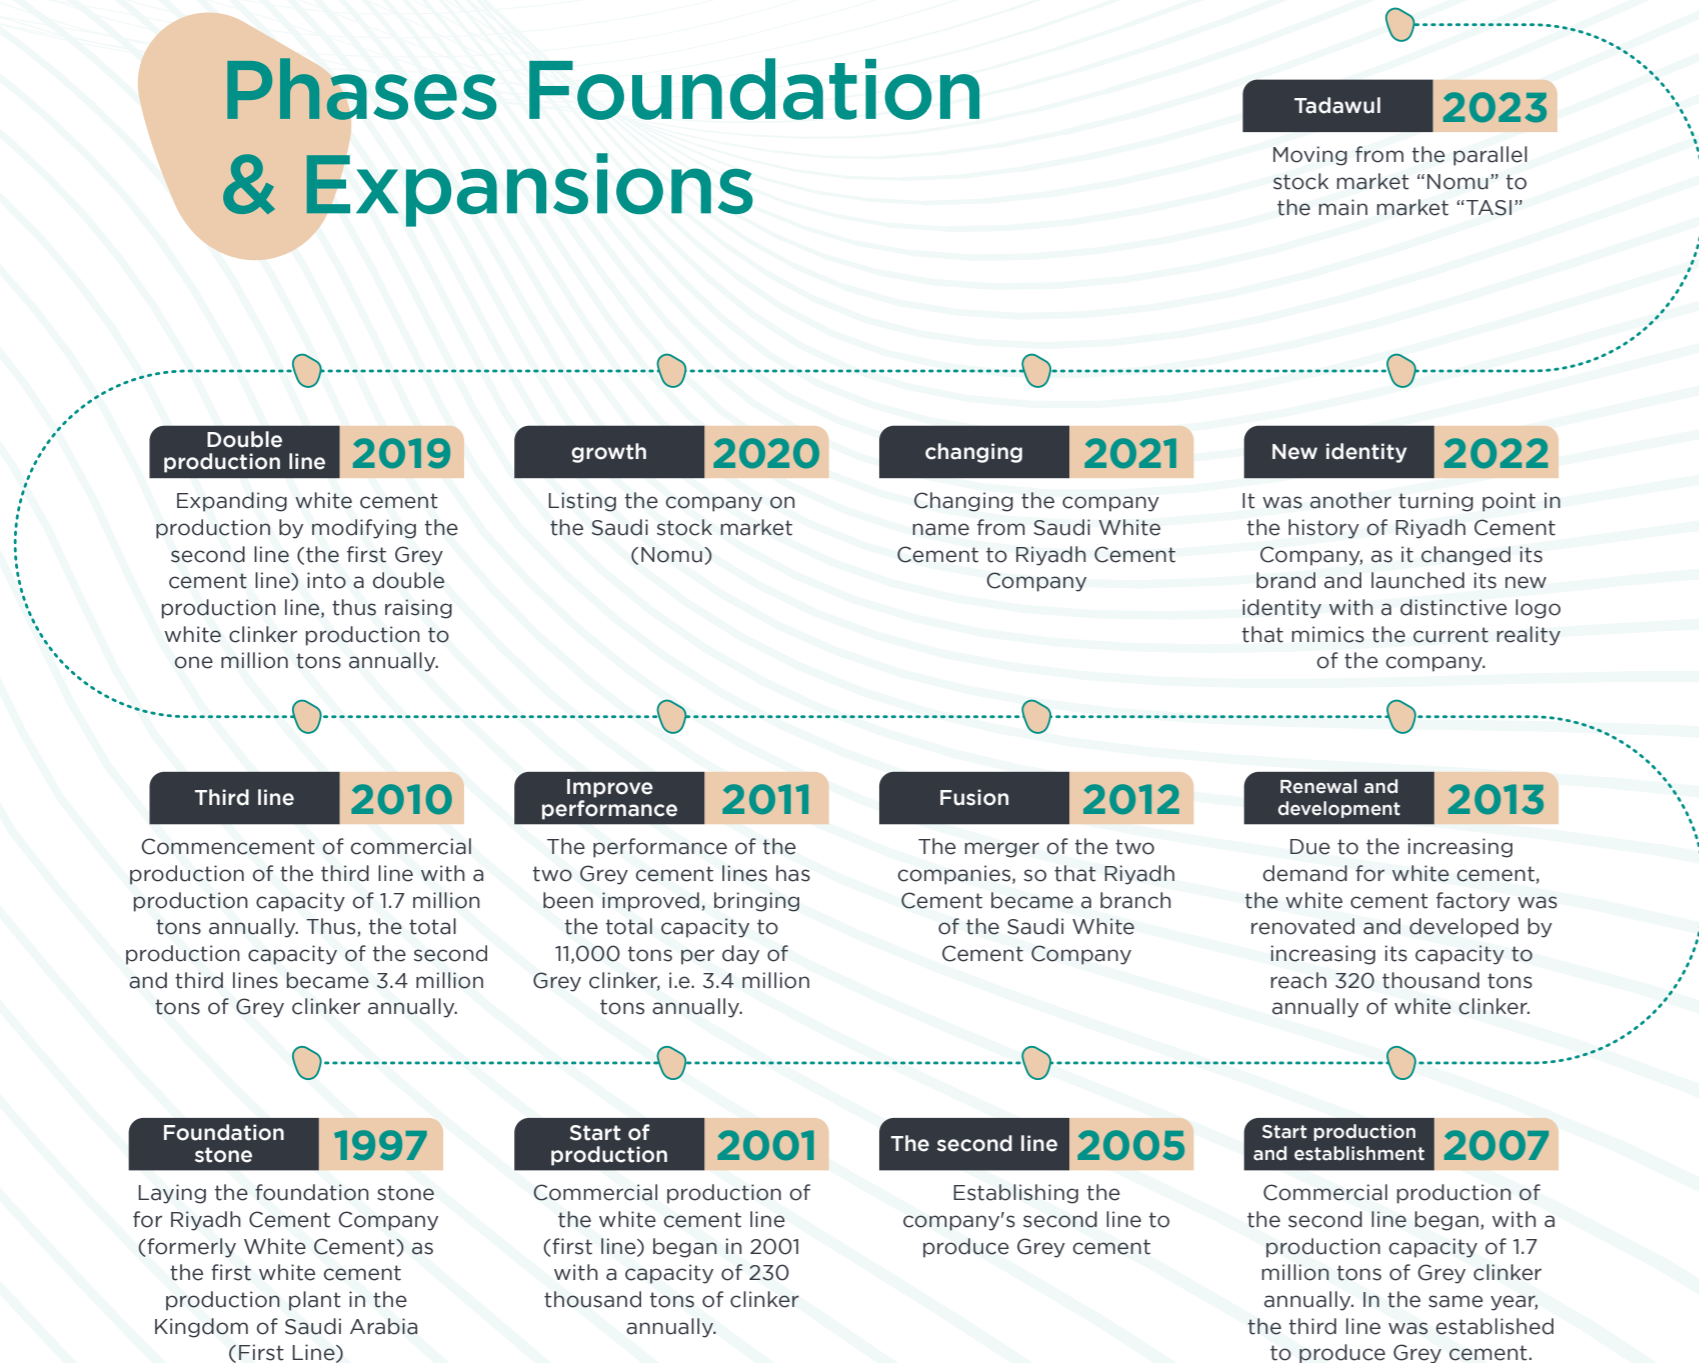 Phases Foundation
& Expansions
Tadawul 2023
Moving from the parallel
stock market “Nomu” to
the main market “TASI”
Double
production line 2019
Expanding white cement
production by modifying the
second line (the first Grey
cement line) into a double
production line, thus raising
white clinker production to
one million tons annually.
growth 2020
Listing the company on
the Saudi stock market
(Nomu)
changing 2021
Changing the company
name from Saudi White
Cement to Riyadh Cement
Company
New identity 2022
It was another turning point in
the history of Riyadh Cement
Company, as it changed its
brand and launched its new
identity with a distinctive logo
that mimics the current reality
of the company.
Third line 2010
Commencement of commercial
production of the third line with a
production capacity of 1.7 million
tons annually. Thus, the total
production capacity of the second
and third lines became 3.4 million
tons of Grey clinker annually.
Improve
performance 2011
The performance of the
two Grey cement lines has
been improved, bringing
the total capacity to
11,000 tons per day of
Grey clinker, i.e. 3.4 million
tons annually.
Fusion 2012
The merger of the two
companies, so that Riyadh
Cement became a branch
of the Saudi White
Cement Company
Renewal and
development 2013
Due to the increasing
demand for white cement,
the white cement factory was
renovated and developed by
increasing its capacity to
reach 320 thousand tons
annually of white clinker.
Foundation
stone 1997
Laying the foundation stone
for Riyadh Cement Company
(formerly White Cement) as
the first white cement
production plant in the
Kingdom of Saudi Arabia
(First Line)
Start of
production 2001
Commercial production of
the white cement line
(first line) began in 2001
with a capacity of 230
thousand tons of clinker
annually.
The second line 2005
Establishing the
company's second line to
produce Grey cement
Start production
and establishment 2007
Commercial production of
the second line began, with a
production capacity of 1.7
million tons of Grey clinker
annually. In the same year,
the third line was established
to produce Grey cement.